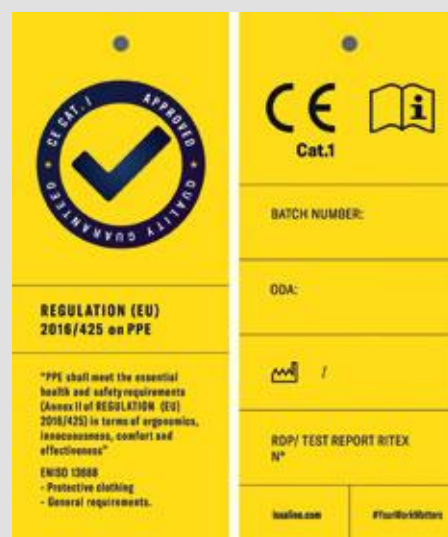 CE CAT. I APPROVED
QUALITY GUARANTEED
REGULATION (EU)
2016/425 on PPE
"PPE shall meet the essential
health and safety requirements
(Annex II of REGULATION (EU)
2016/425) in terms of ergonomics,
innocuousness, comfort and
effectiveness"
ENISO 13688
- Protective clothing
- General requirements.
CE
Cat.1
i
BATCH NUMBER:
ODA:
/
RDP/ TEST REPORT RITEX
N°
issaline.com
#YourWorkMatters